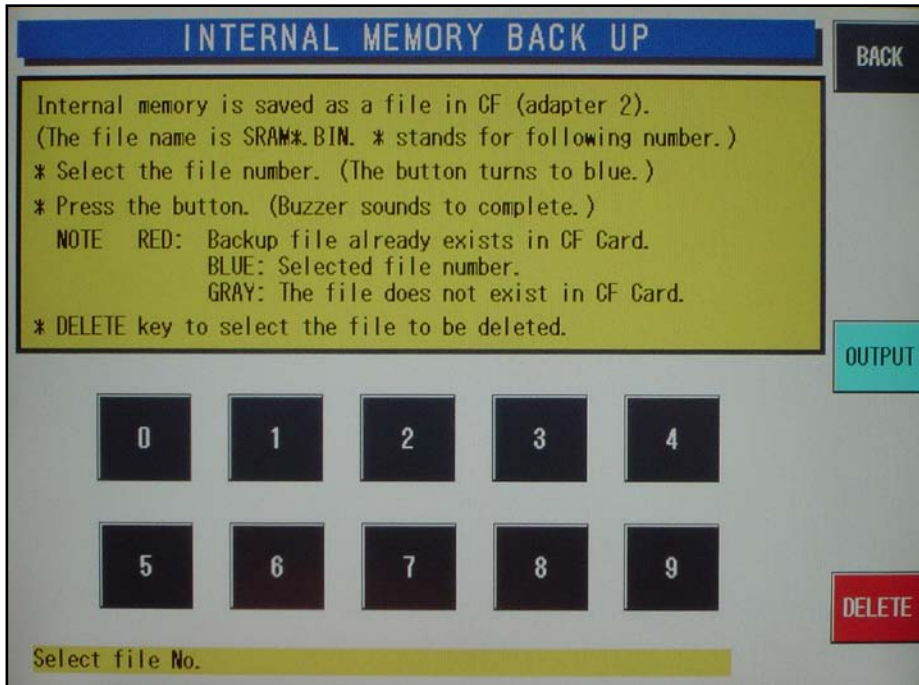 INTERNAL MEMORY BACK UP
BACK
Internal memory is saved as a file in CF (adapter 2).
(The file name is SRAM*.BIN. * stands for following number.)
* Select the file number. (The button turns to blue.)
* Press the button. (Buzzer sounds to complete.)
NOTE RED: Backup file already exists in CF Card.
BLUE: Selected file number.
GRAY: The file does not exist in CF Card.
* DELETE key to select the file to be deleted.
OUTPUT
0 1 2 3 4
5 6 7 8 9
DELETE
Select file No.